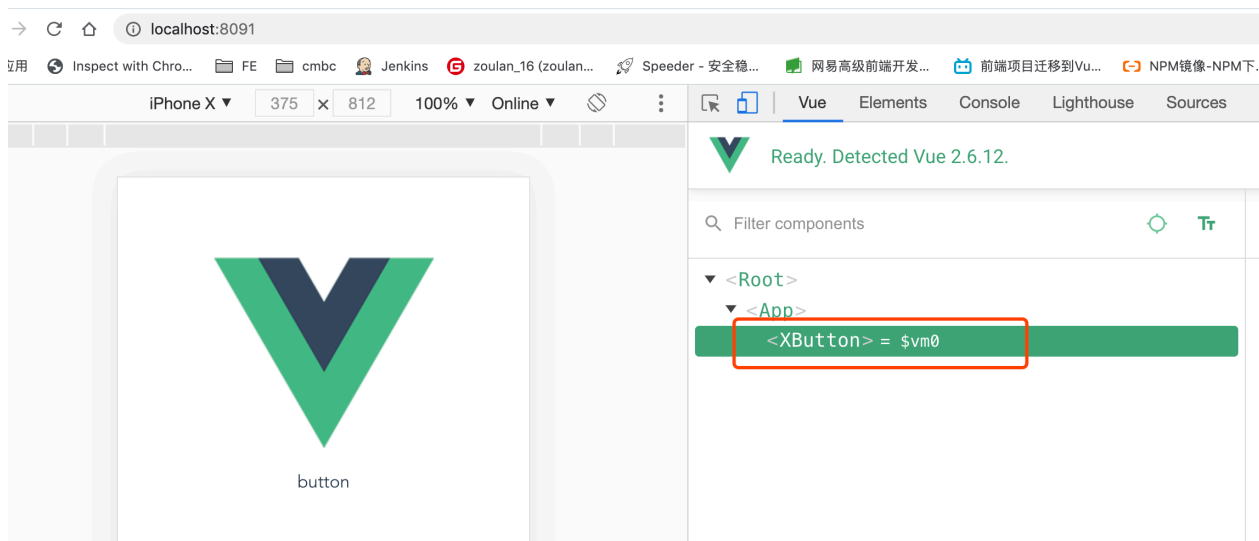 localhost:8091
应用 Inspect with Chro... FE cmbc Jenkins zoulan_16 (zoulan... Speeder - 安全稳... 网易高级前端开发... 前端项目迁移到Vu... NPM镜像-NPM下...
iPhone X ▼ 375 × 812 100% ▼ Online ▼ Vue Elements Console Lighthouse Sources
Ready. Detected Vue 2.6.12.
Filter components
<Root>
<App>
<XButton> = $vm0
button